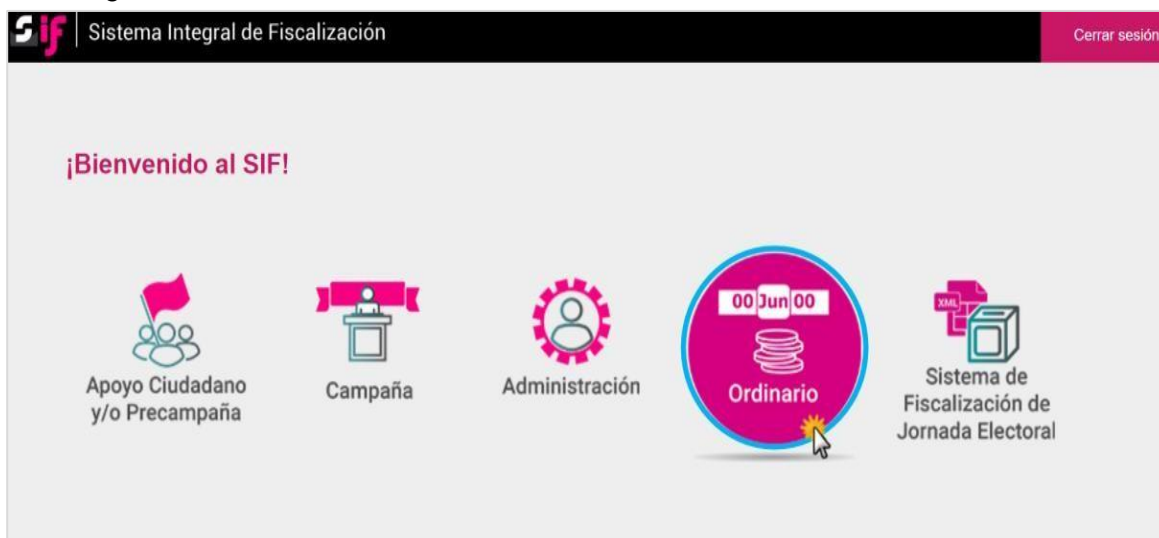 sif Sistema Integral de Fiscalización
Cerrar sesión
¡Bienvenido al SIF!
Apoyo Ciudadano
y/o Precampaña
Campaña
Administración
00 Jun 00
Ordinario
XML
Sistema de
Fiscalización de
Jornada Electoral